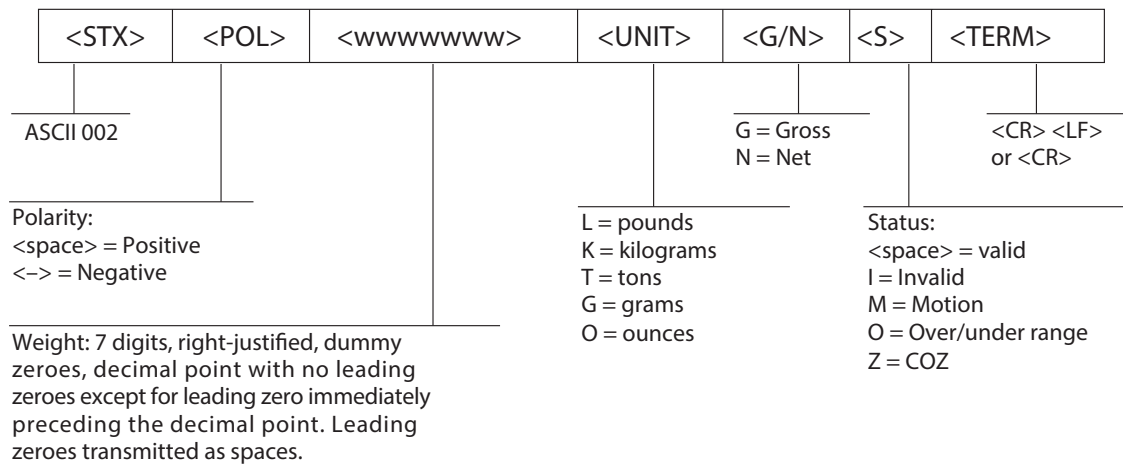 <STX> <POL> <wwwwwww> <UNIT> <G/N> <S> <TERM>
ASCII 002
G = Gross
N = Net
<CR> <LF>
or <CR>
Polarity:
<space> = Positive
<–> = Negative
L = pounds
K = kilograms
T = tons
G = grams
O = ounces
Status:
<space> = valid
I = Invalid
M = Motion
O = Over/under range
Z = COZ
Weight: 7 digits, right-justified, dummy
zeroes, decimal point with no leading
zeroes except for leading zero immediately
preceding the decimal point. Leading
zeroes transmitted as spaces.